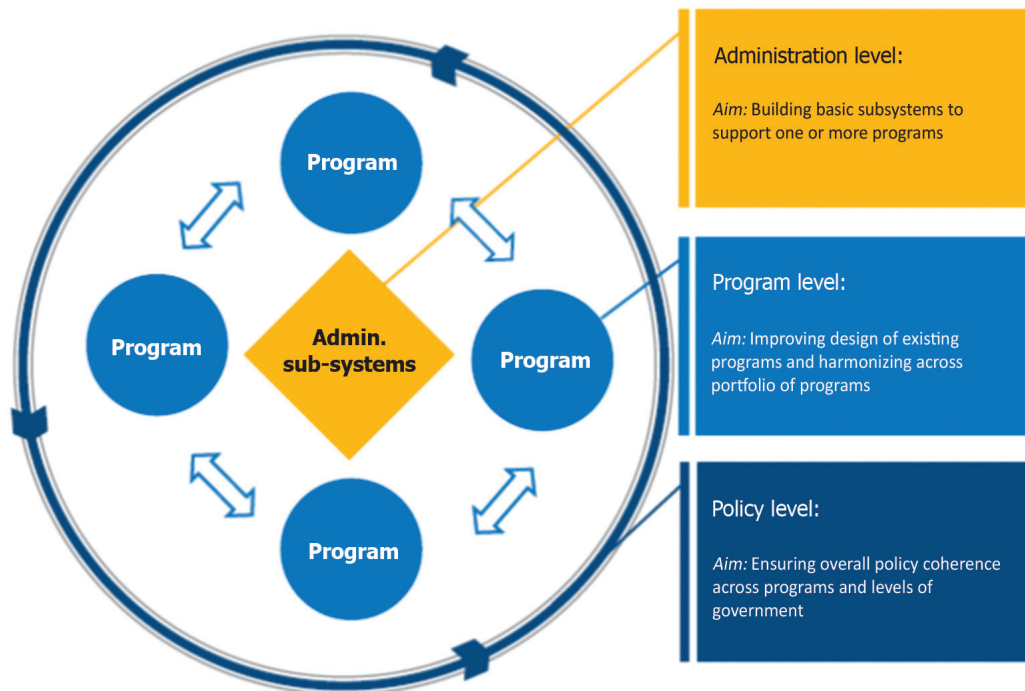 Program
Program
Admin.
sub-systems
Program
Program
Administration level:
Aim: Building basic subsystems to
support one or more programs
Program level:
Aim: Improving design of existing
programs and harmonizing across
portfolio of programs
Policy level:
Aim: Ensuring overall policy coherence
across programs and levels of
government